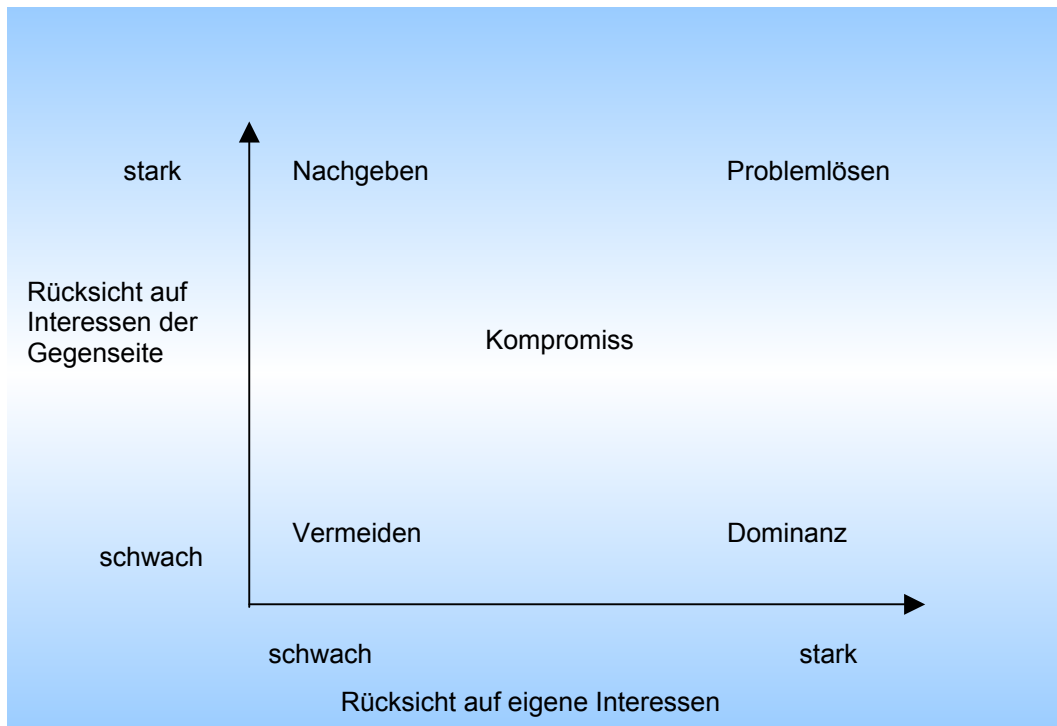 stark
Nachgeben
Problemlösen
Rücksicht auf
Interessen der
Gegenseite
Kompromiss
Vermeiden
Dominanz
schwach
schwach
stark
Rücksicht auf eigene Interessen